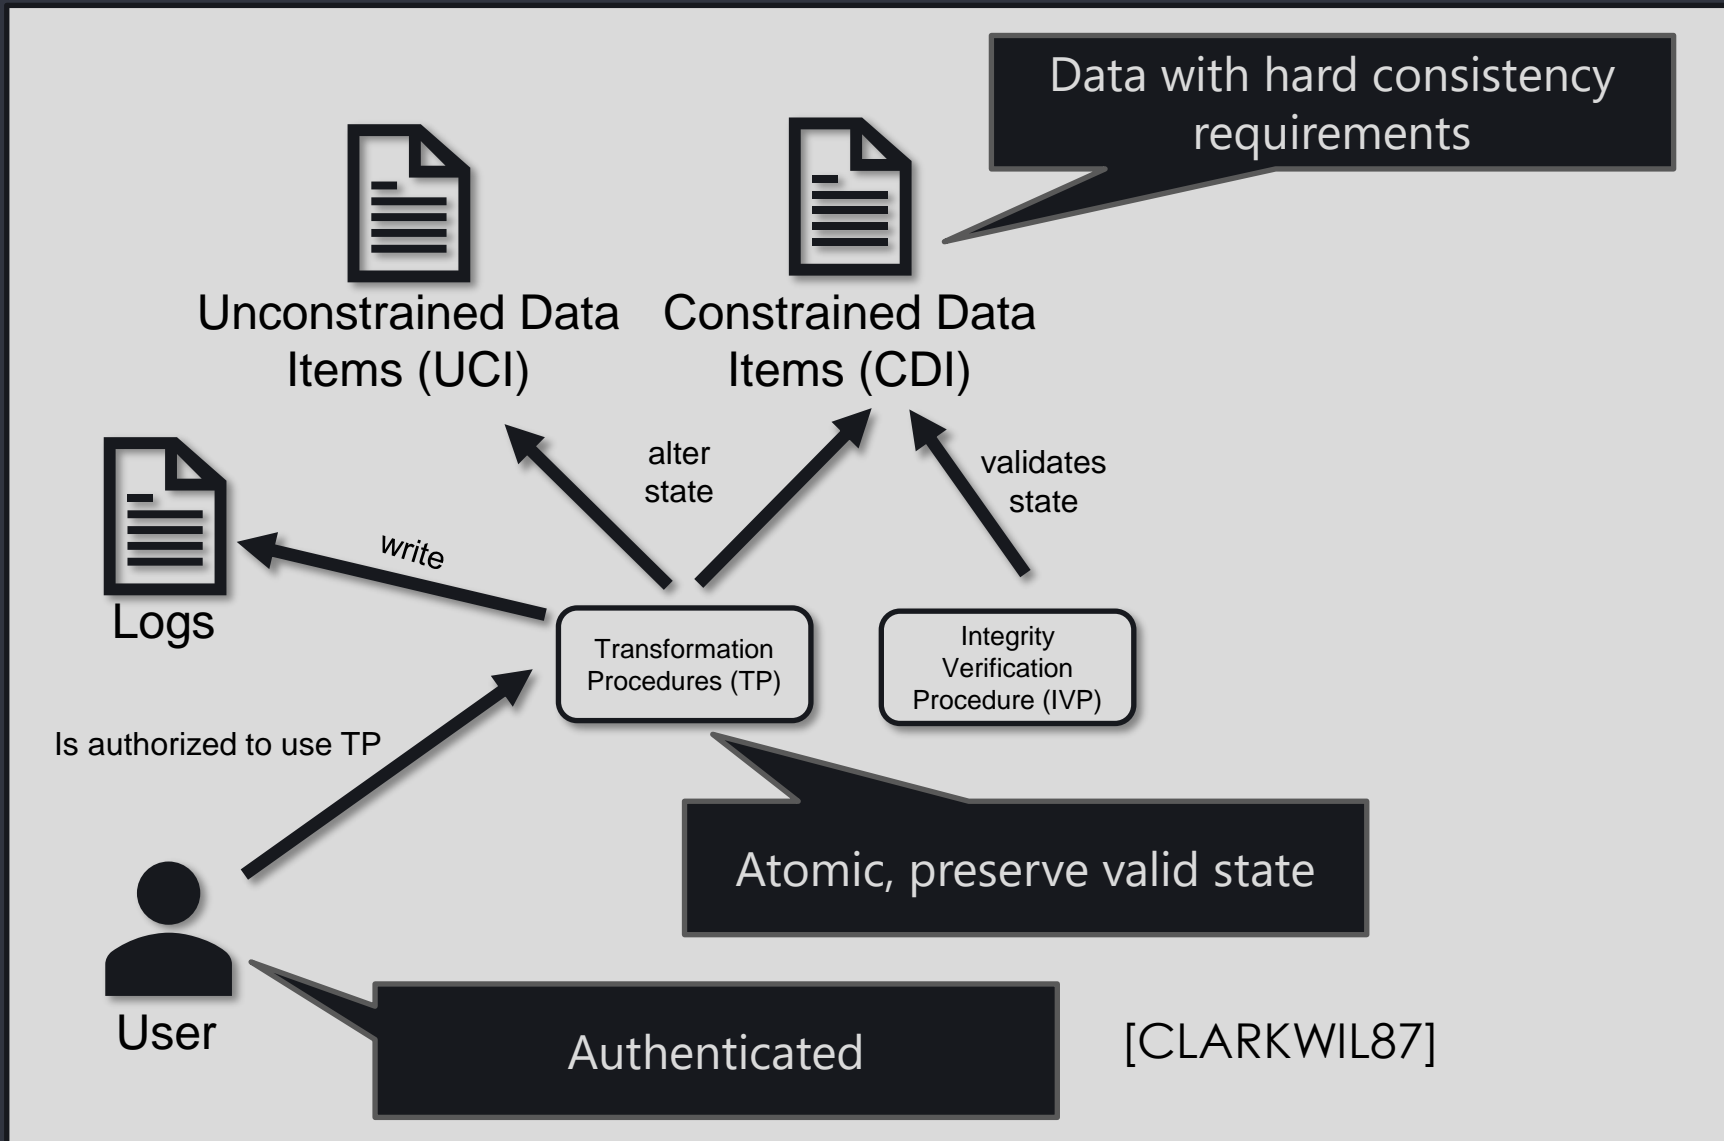 Data with hard consistency
requirements
Unconstrained Data
Items (UCI)
Constrained Data
Items (CDI)
alter
state
validates
state
write
Logs
Transformation
Procedures (TP)
Integrity
Verification
Procedure (IVP)
Is authorized to use TP
Atomic, preserve valid state
User
Authenticated
[CLARKWIL87]